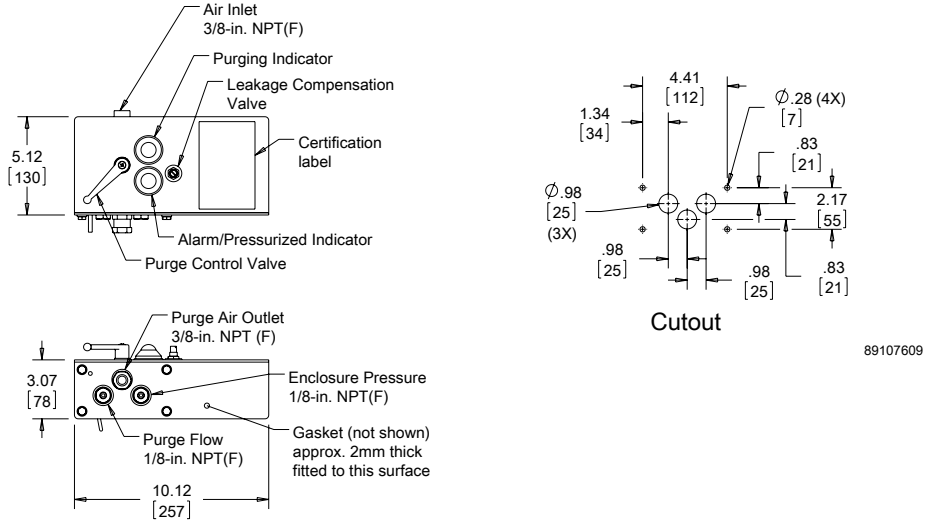 Air Inlet
3/8-in. NPT(F)
Purging Indicator
Leakage Compensation
Valve
Certification
label
5.12
[130]
Alarm/Pressurized Indicator
Purge Control Valve
4.41
[112]
1.34
[34]
∅.28 (4X)
[7]
.83
[21]
∅.98
[25]
(3X)
2.17
[55]
.98
[25]
.98
[25]
.83
[21]
Cutout
89107609
Purge Air Outlet
3/8-in. NPT (F)
3.07
[78]
Enclosure Pressure
1/8-in. NPT(F)
Purge Flow
1/8-in. NPT(F)
Gasket (not shown)
approx. 2mm thick
fitted to this surface
10.12
[257]